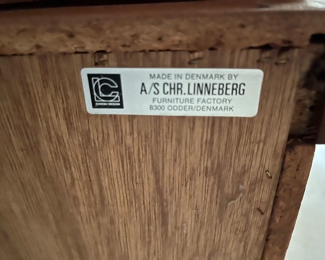 MADE IN DENMARK BY
A/S CHR.LINNEBERG
FURNITURE FACTORY
8300 ODDER/DENMARK